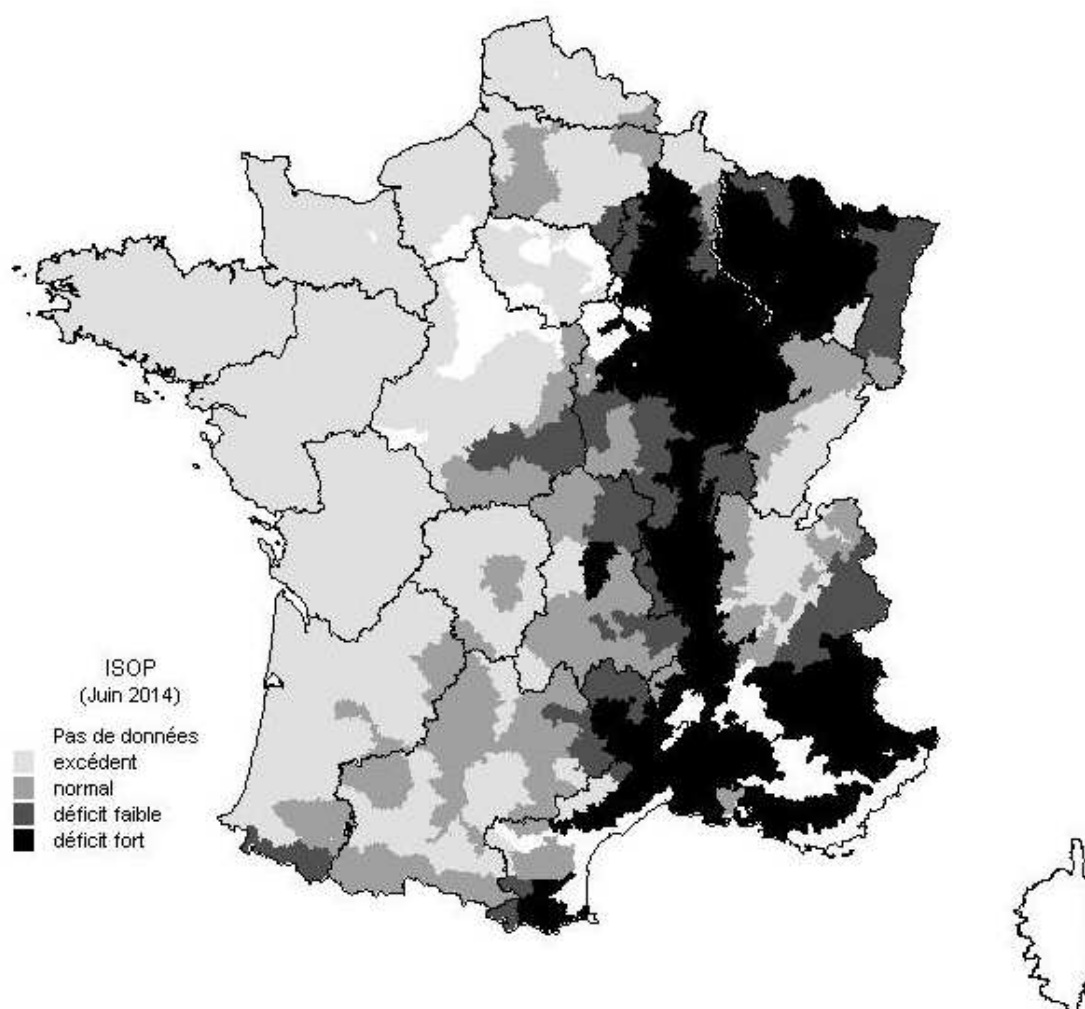 ISOP
(Juin 2014)
Pas de données
excédent
normal
déficit faible
déficit fort